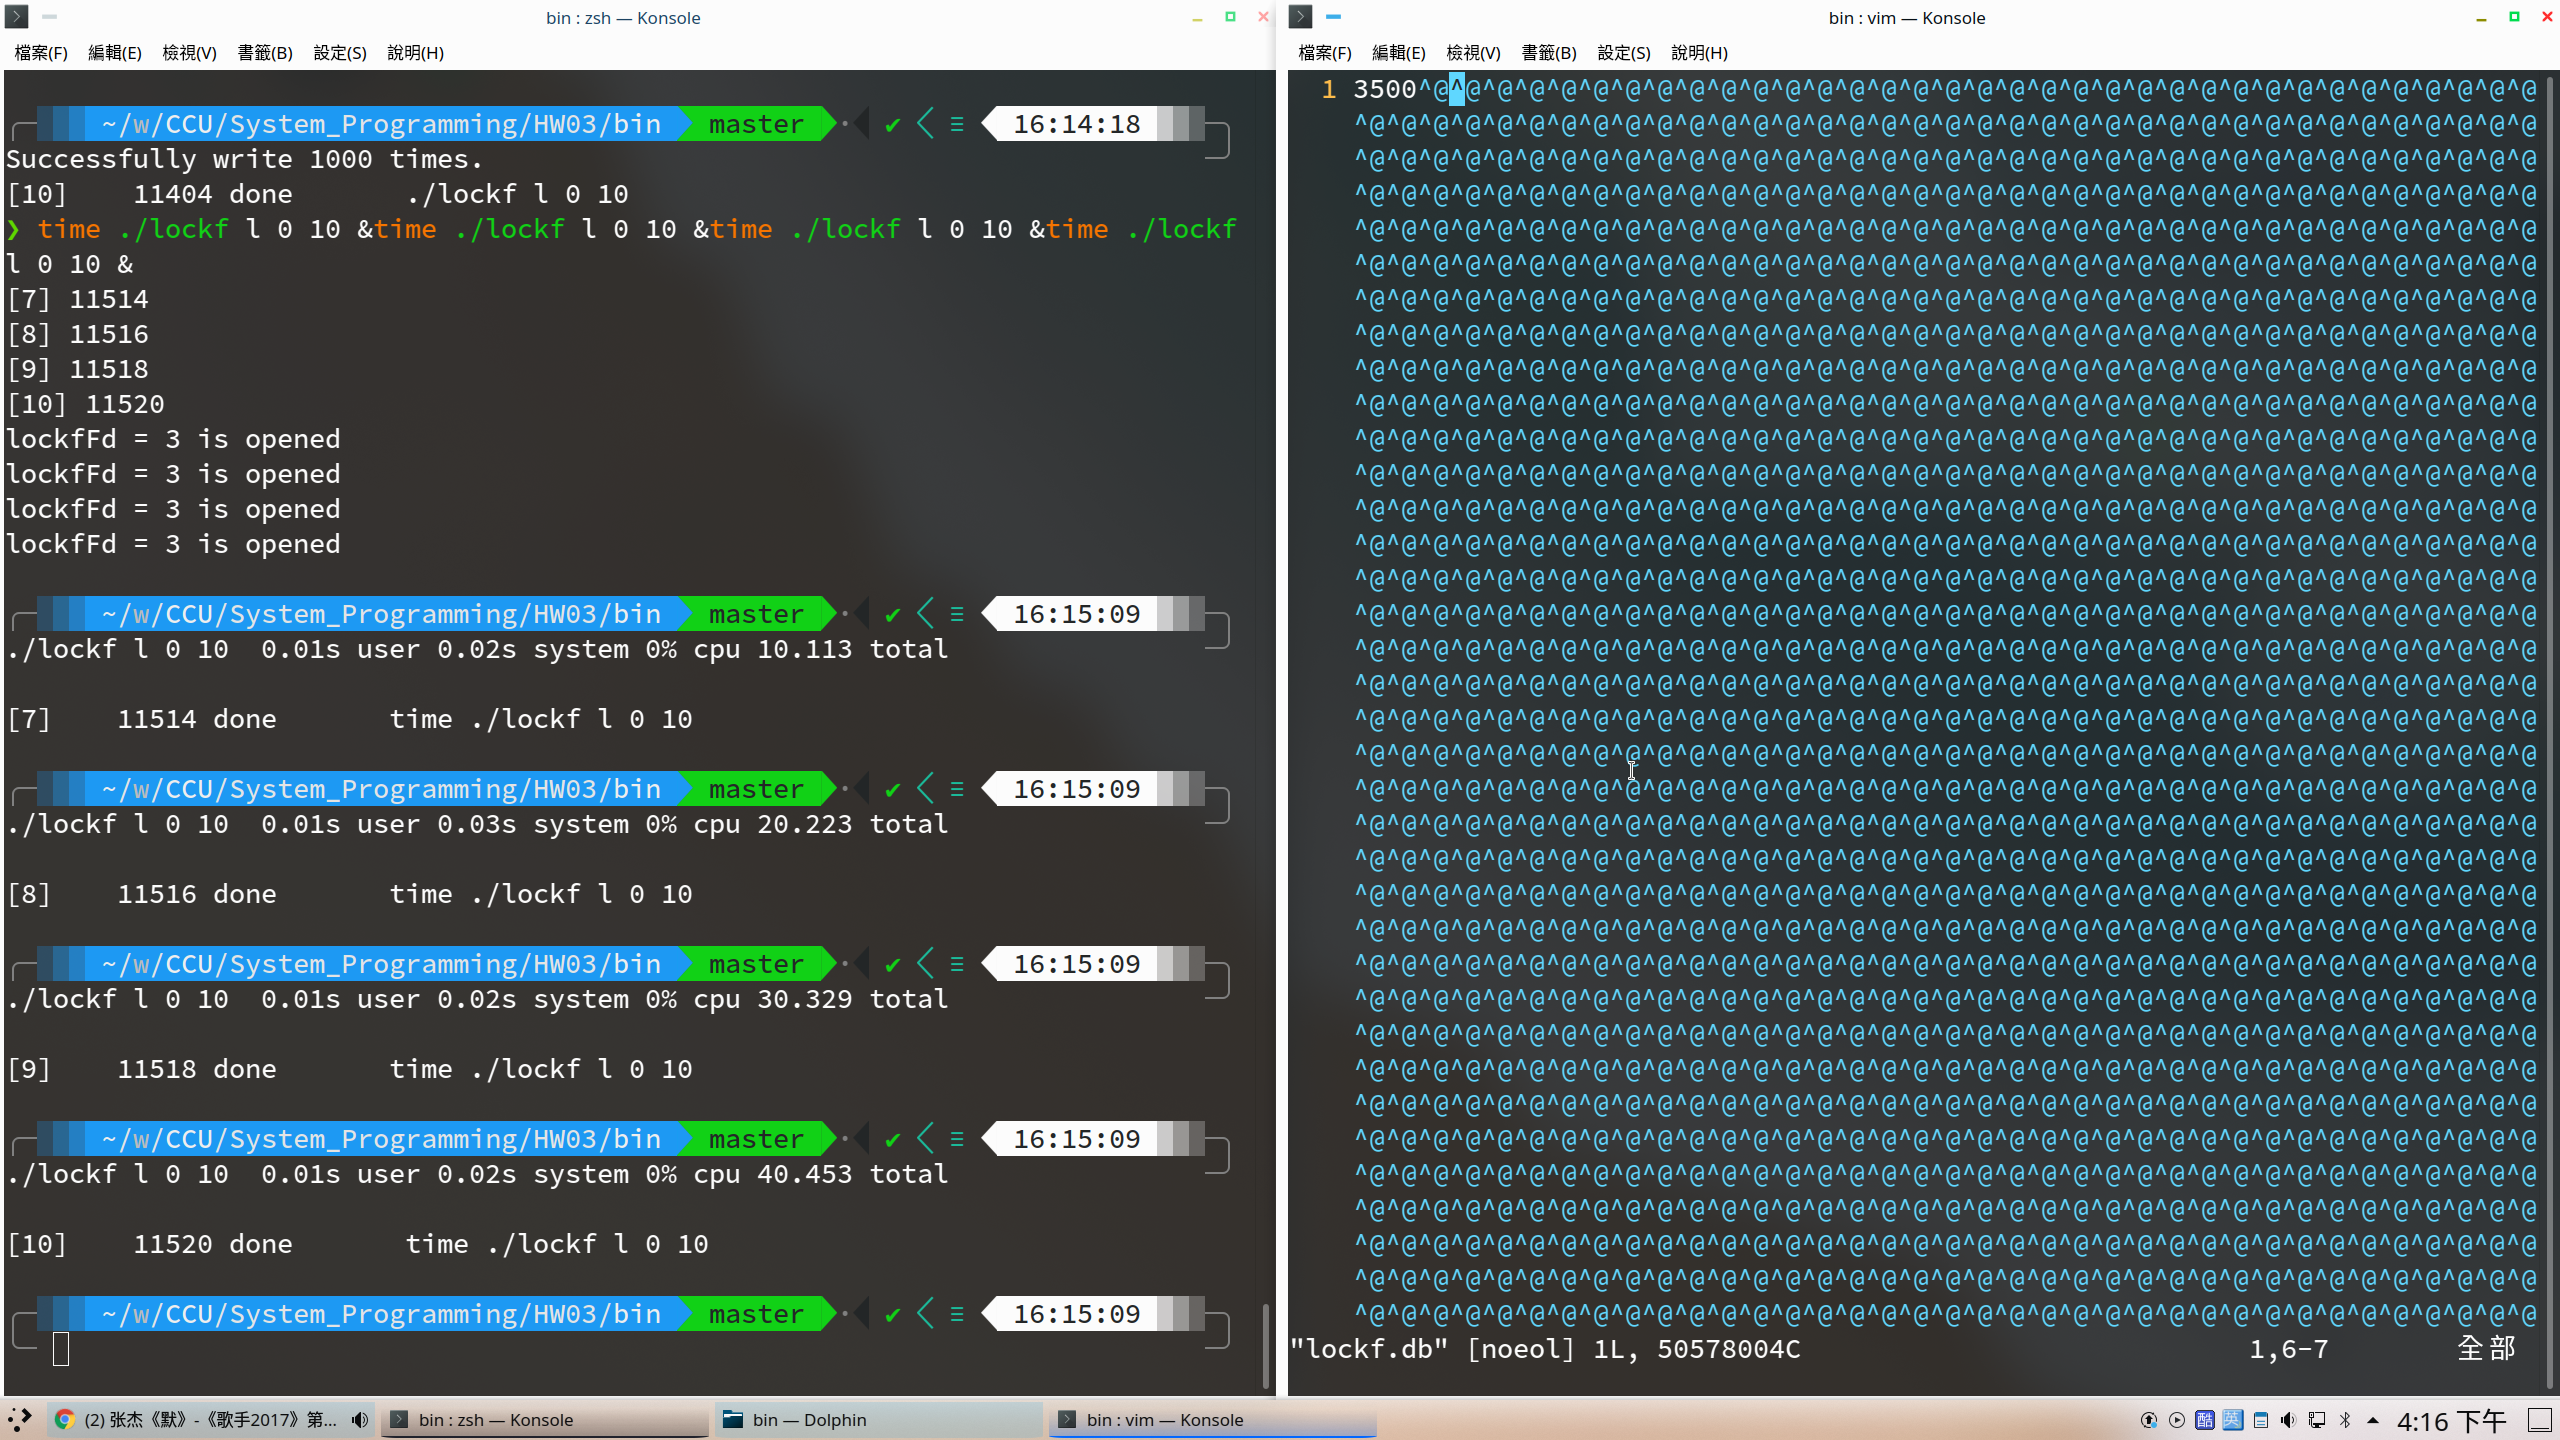 bin : zsh — Konsole
檔案(F) 編輯(E) 檢視(V) 書籤(B) 設定(S) 說明(H)
~/w/CCU/System_Programming/HW03/bin master 16:14:18
Successfully write 1000 times.
[10] 11404 done ./lockf l 0 10
❯ time ./lockf l 0 10 &time ./lockf l 0 10 &time ./lockf l 0 10 &time ./lockf
l 0 10 &
[7] 11514
[8] 11516
[9] 11518
[10] 11520
lockfFd = 3 is opened
lockfFd = 3 is opened
lockfFd = 3 is opened
lockfFd = 3 is opened
~/w/CCU/System_Programming/HW03/bin master 16:15:09
./lockf l 0 10 0.01s user 0.02s system 0% cpu 10.113 total
[7] 11514 done time ./lockf l 0 10
~/w/CCU/System_Programming/HW03/bin master 16:15:09
./lockf l 0 10 0.01s user 0.03s system 0% cpu 20.223 total
[8] 11516 done time ./lockf l 0 10
~/w/CCU/System_Programming/HW03/bin master 16:15:09
./lockf l 0 10 0.01s user 0.02s system 0% cpu 30.329 total
[9] 11518 done time ./lockf l 0 10
~/w/CCU/System_Programming/HW03/bin master 16:15:09
./lockf l 0 10 0.01s user 0.02s system 0% cpu 40.453 total
[10] 11520 done time ./lockf l 0 10
~/w/CCU/System_Programming/HW03/bin master 16:15:09
bin : vim — Konsole
檔案(F) 編輯(E) 檢視(V) 書籤(B) 設定(S) 說明(H)
1 3500^@^@^@^@^@^@^@^@^@^@^@^@^@^@^@^@^@^@^@^@^@^@^@^@^@^@^@^@^@^@^@^@^@^@^@
"lockf.db" [noeol] 1L, 50578004C 1,6-7 全部
(2) 张杰《默》-《歌手2017》第... bin : zsh — Konsole bin — Dolphin bin : vim — Konsole 酷 英 4:16 下午